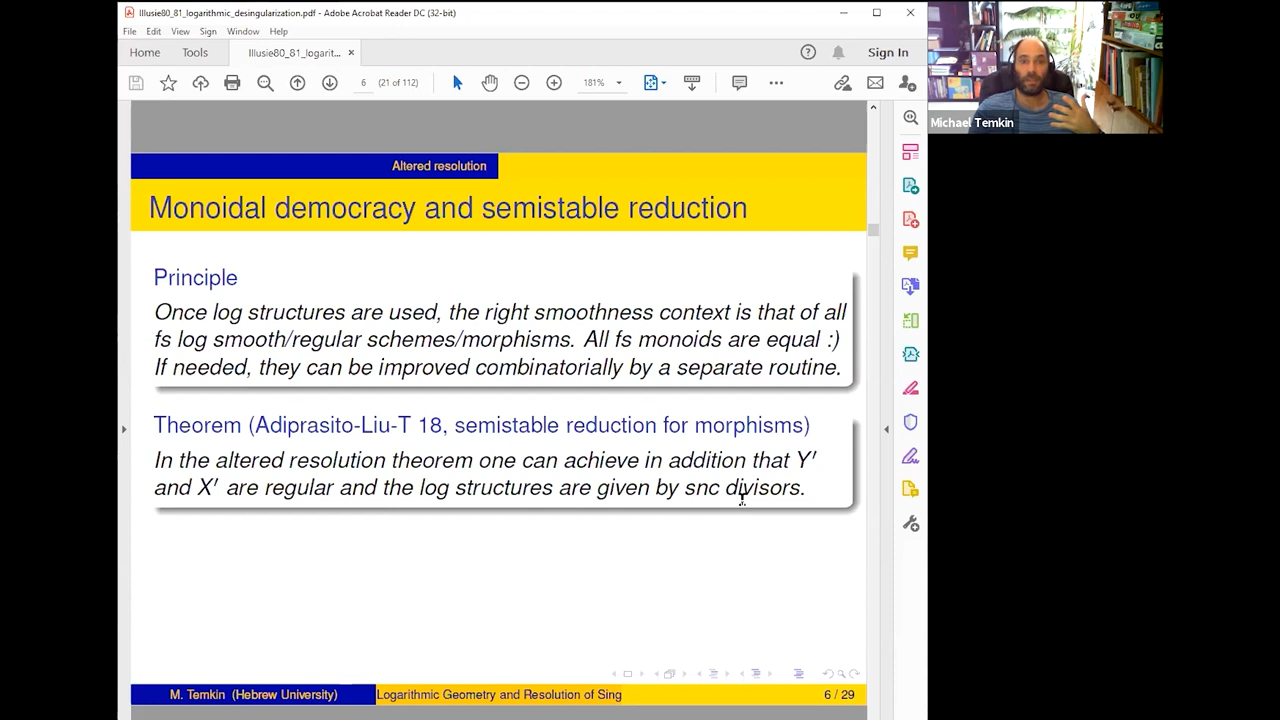 Illusie80_81_logarithmic_desingularization.pdf - Adobe Acrobat Reader DC (32-bit)
File Edit View Sign Window Help
Home Tools Illusie80_81_logarit... × Sign In
6 (21 of 112) 181%
Michael Temkin
Altered resolution
Monoidal democracy and semistable reduction
Principle
Once log structures are used, the right smoothness context is that of all
fs log smooth/regular schemes/morphisms. All fs monoids are equal :)
If needed, they can be improved combinatorially by a separate routine.
Theorem (Adiprasito-Liu-T 18, semistable reduction for morphisms)
In the altered resolution theorem one can achieve in addition that Y′
and X′ are regular and the log structures are given by snc divisors.
M. Temkin (Hebrew University) Logarithmic Geometry and Resolution of Sing 6 / 29